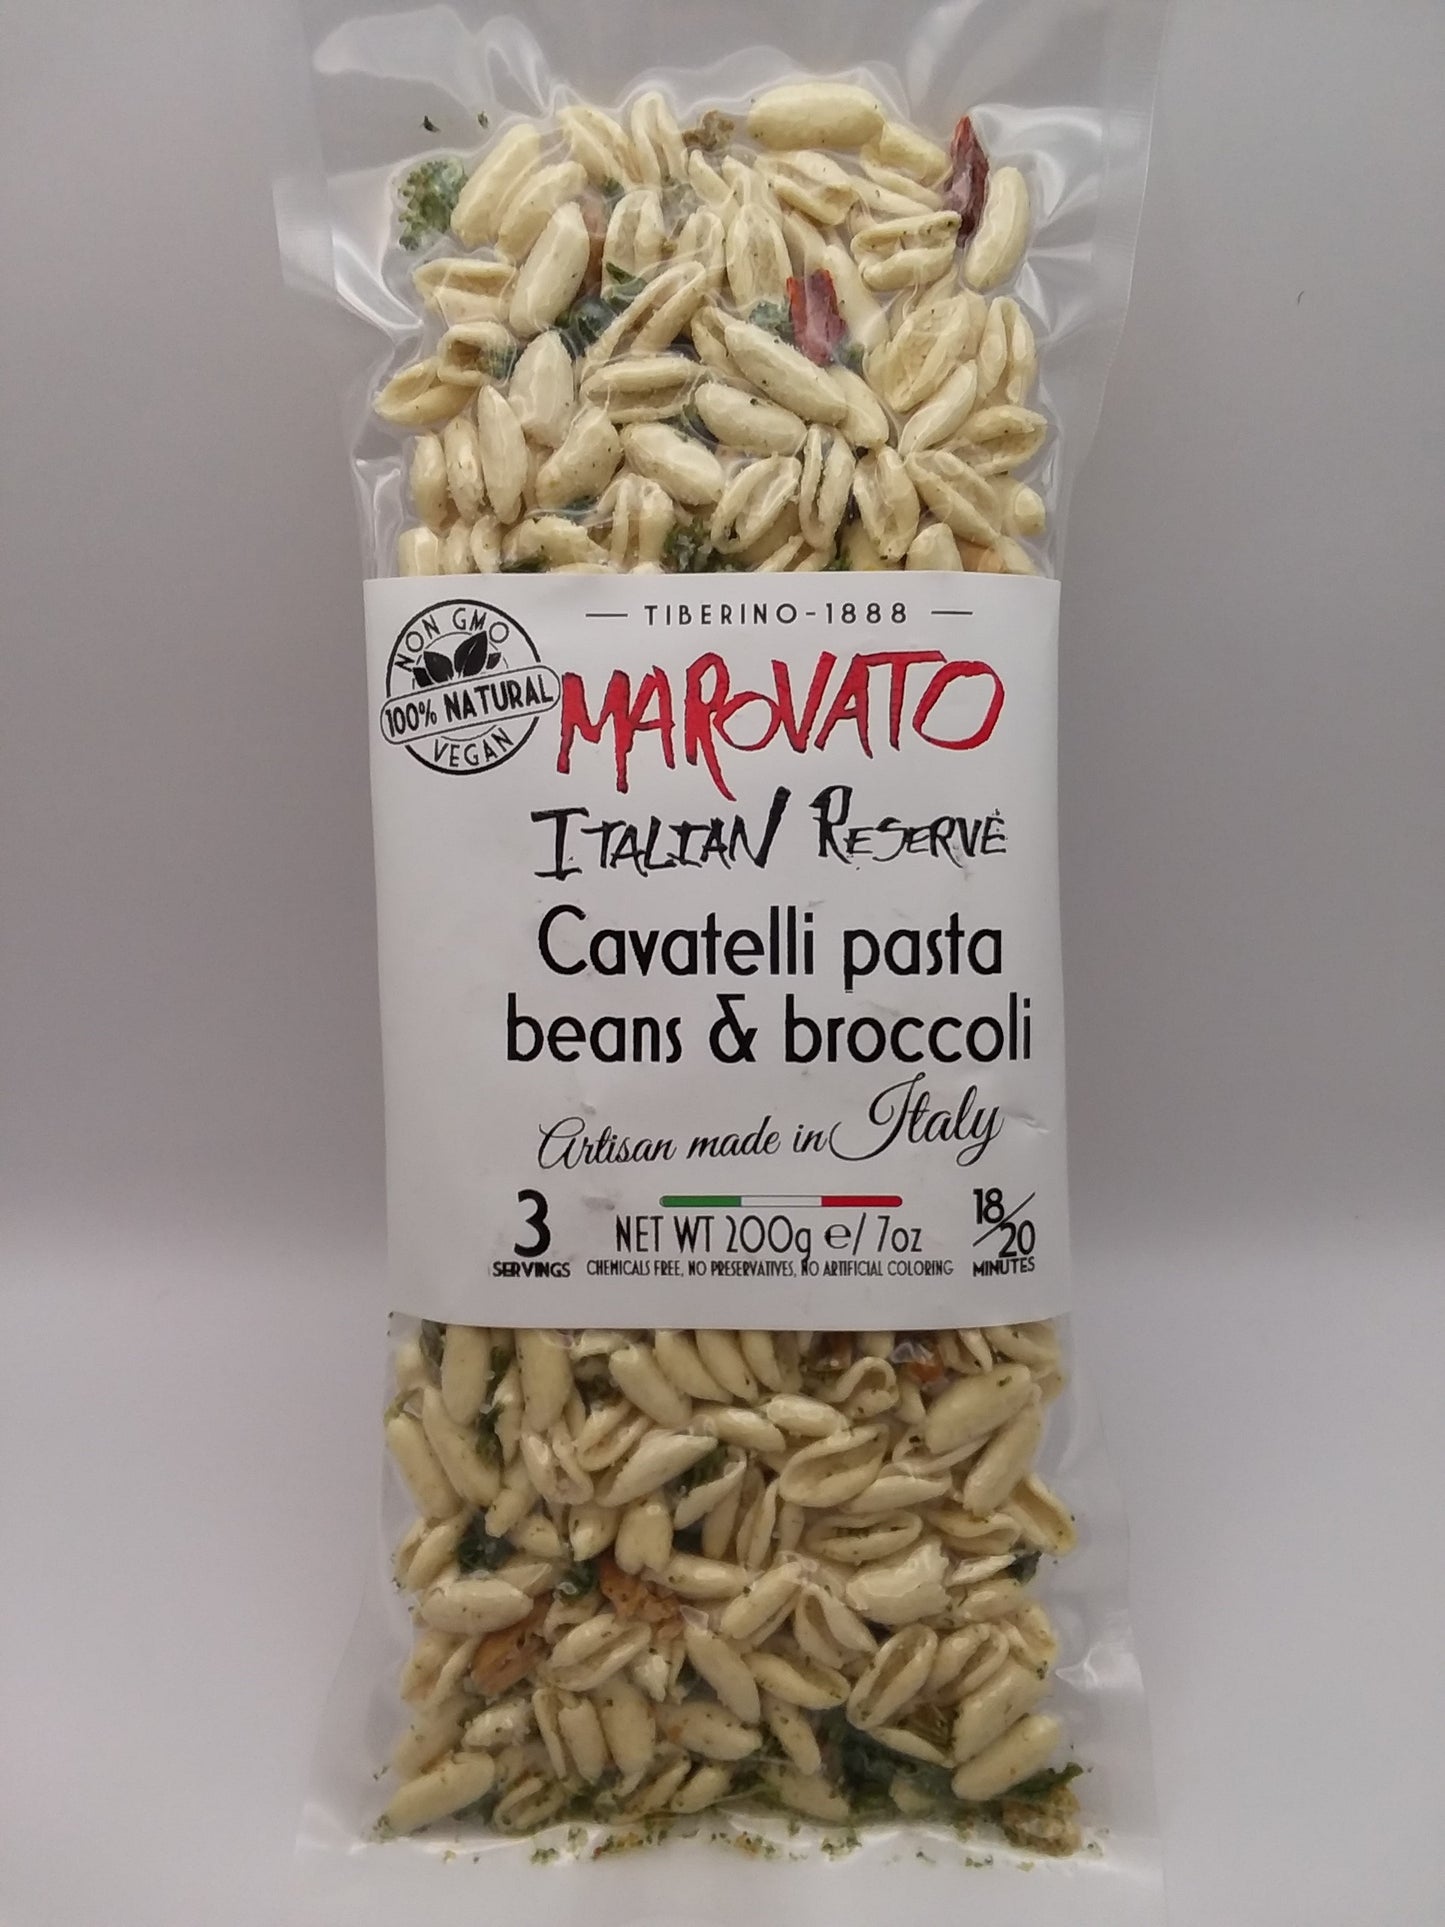 NON GMO
100% NATURAL
VEGAN
TIBERINO-1888
MAROVATO
ITALIAN RESERVE
Cavatelli pasta
beans & broccoli
Artisan made in Italy
3
SERVINGS
NET WT 200g e/ 7oz
CHEMICALS FREE, NO PRESERVATIVES, NO ARTIFICIAL COLORING
18/20
MINUTES